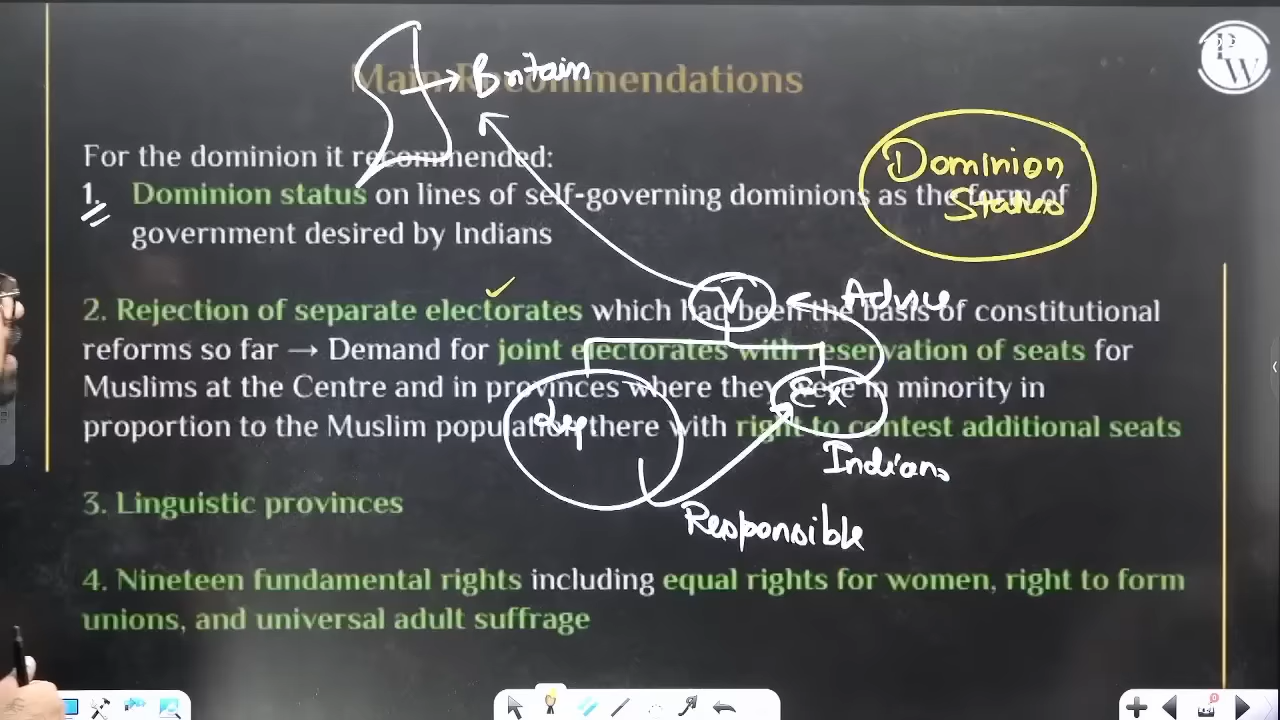 Main Recommendations
Britain
For the dominion it recommended:
Dominion
Status
1. Dominion status on lines of self-governing dominions as the form of
government desired by Indians
V
Advice
2. Rejection of separate electorates which had been the basis of constitutional
reforms so far → Demand for joint electorates with reservation of seats for
Muslims at the Centre and in provinces where they were in minority in
proportion to the Muslim population there with right to contest additional seats
Ex
Leg
Indians
3. Linguistic provinces
Responsible
4. Nineteen fundamental rights including equal rights for women, right to form
unions, and universal adult suffrage
PW